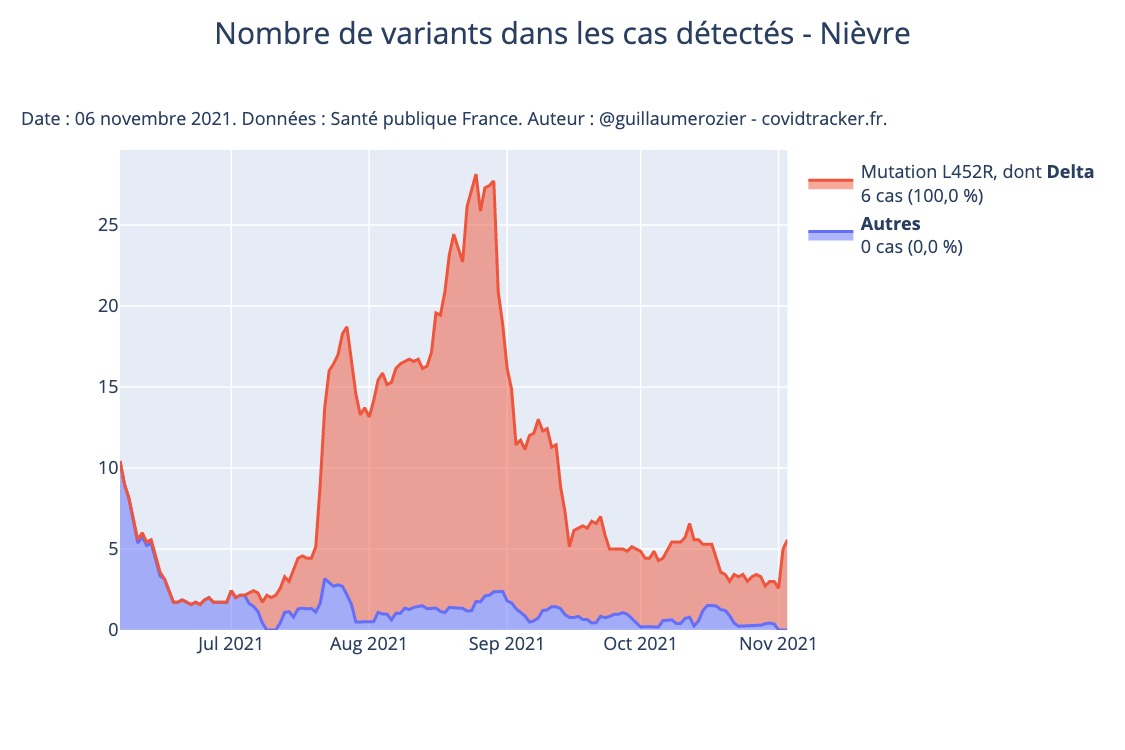 Nombre de variants dans les cas détectés - Nièvre
Date : 06 novembre 2021. Données : Santé publique France. Auteur : @guillaumerozier - covidtracker.fr.
Mutation L452R, dont Delta
6 cas (100,0 %)
Autres
0 cas (0,0 %)
25
20
15
10
5
0
Jul 2021 Aug 2021 Sep 2021 Oct 2021 Nov 2021